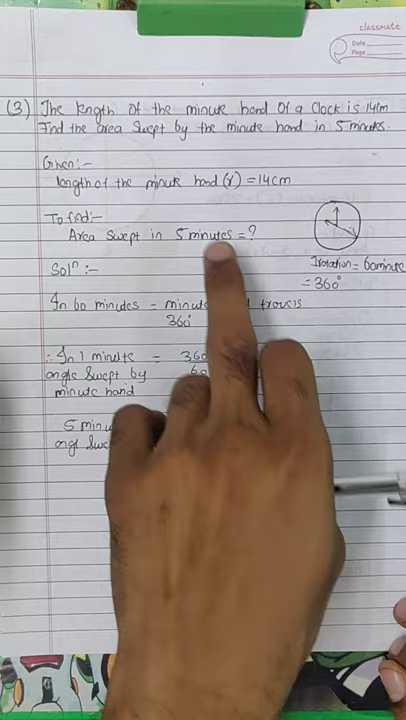 classmate
Date
Page
(3) The length of the minute hand of a clock is 14cm
Find the area swept by the minute hand in 5 minutes.
Given:-
length of the minute hand (r) = 14cm
To find:-
Area Swept in 5 minutes = ?
1 rotation = 60 minute
= 360°
Solⁿ :-
In 60 minutes = minute travels
360°
∴ In 1 minute = 360
angle Swept by 60
minute hand
5 minu
angl Swe